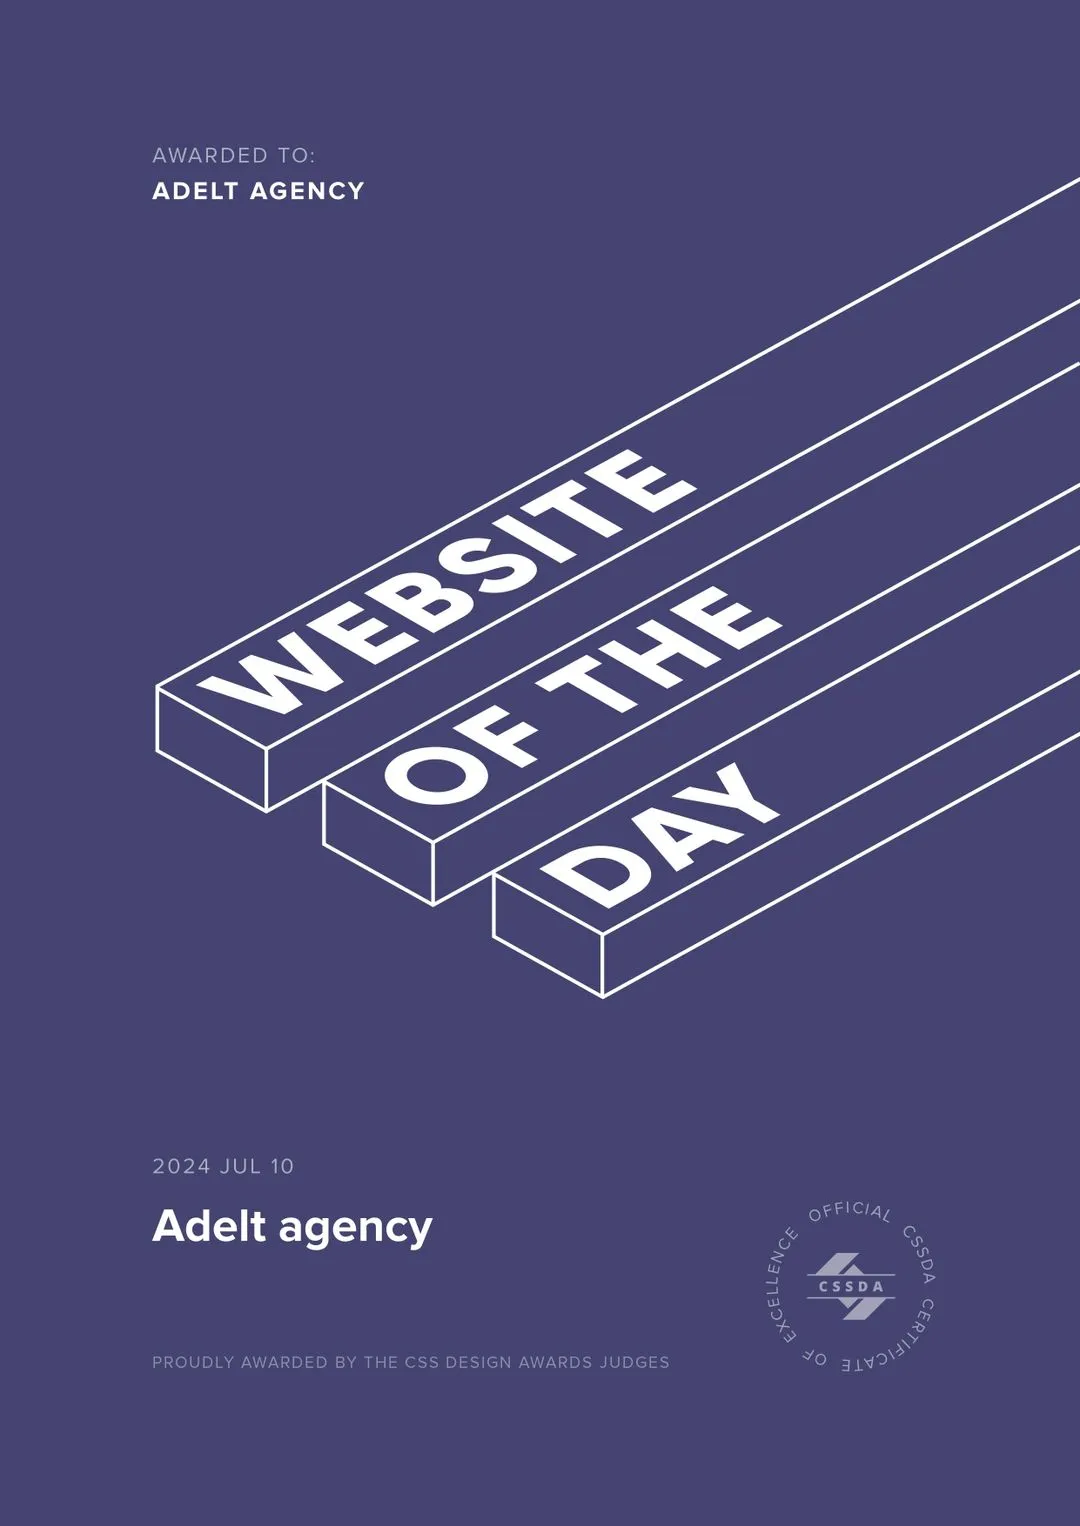 AWARDED TO:
ADELT AGENCY
WEBSITE
OF THE
DAY
2024 JUL 10
Adelt agency
OFFICIAL CSSDA CERTIFICATE OF EXCELLENCE
CSSDA
PROUDLY AWARDED BY THE CSS DESIGN AWARDS JUDGES